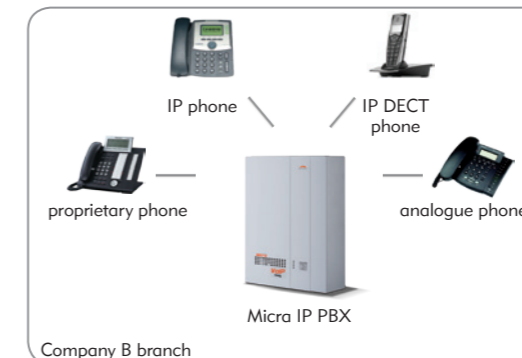 IP phone
IP DECT
phone
proprietary phone
analogue phone
Micra IP PBX
Company B branch